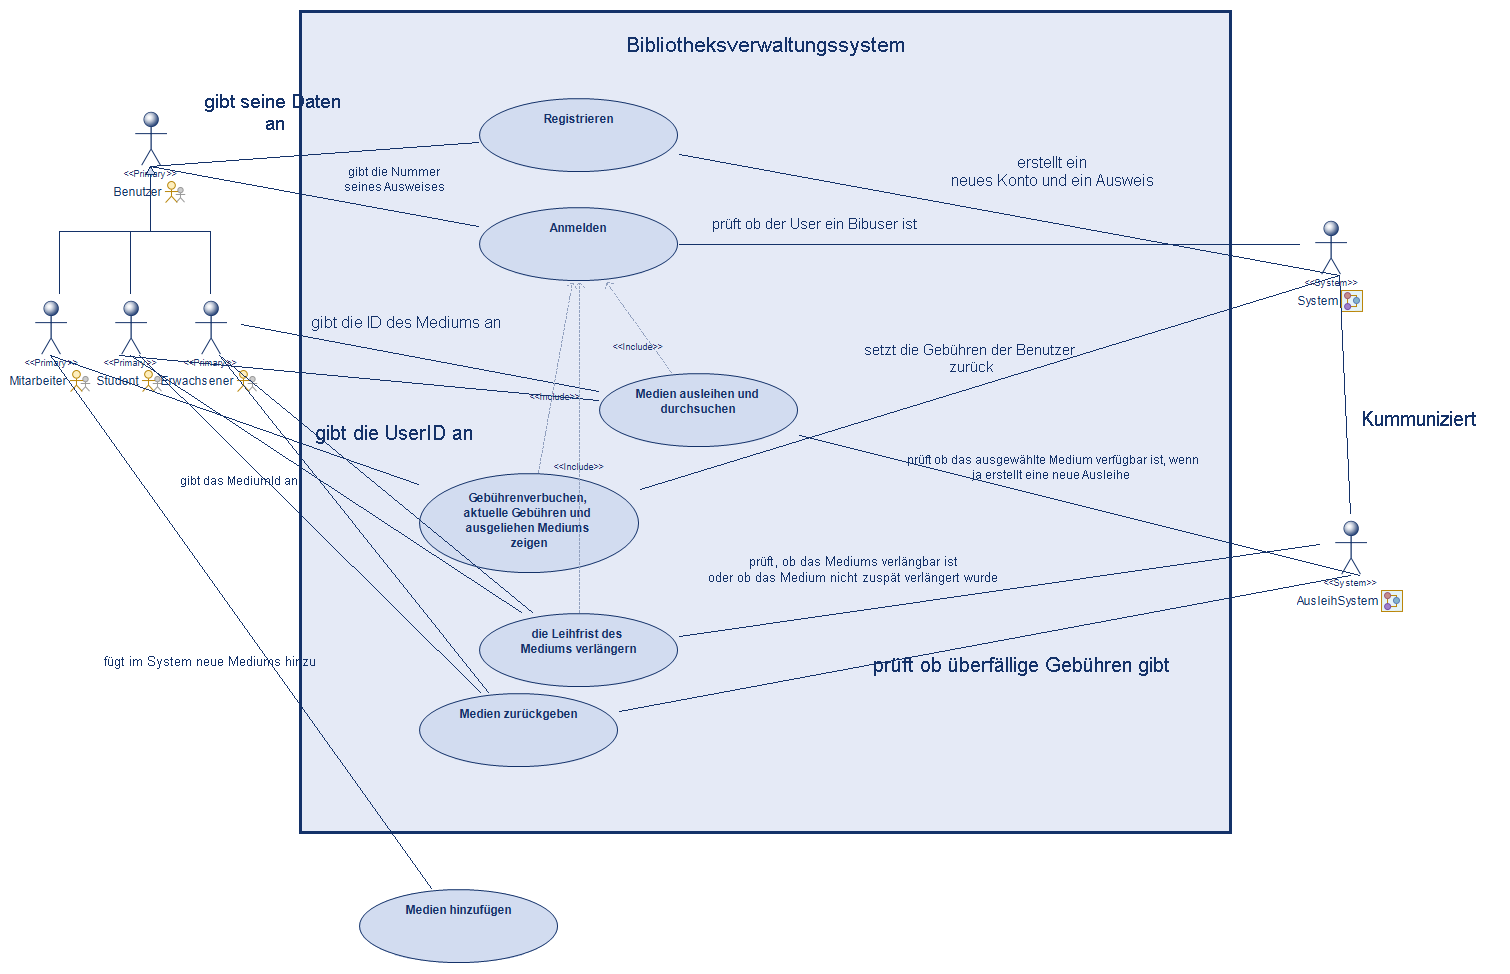 Bibliotheksverwaltungssystem
gibt seine Daten
an
Registrieren
<<Primary>>
Benutzer
gibt die Nummer
seines Ausweises
erstellt ein
neues Konto und ein Ausweis
Anmelden
prüft ob der User ein Bibuser ist
<<System>>
System
gibt die ID des Mediums an
<<Include>>
setzt die Gebühren der Benutzer
zurück
<<Primary>>
<<Primary>>
<<Primary>>
Mitarbeiter
Student
Erwachsener
<<Include>>
Medien ausleihen und
durchsuchen
Kummuniziert
gibt die UserID an
prüft ob das ausgewählte Medium verfügbar ist, wenn
ja erstellt eine neue Ausleihe
<<Include>>
gibt das MediumId an
Gebührenverbuchen,
aktuelle Gebühren und
ausgeliehen Mediums
zeigen
prüft, ob das Mediums verlängbar ist
oder ob das Medium nicht zuspät verlängert wurde
<<System>>
AusleihSystem
die Leihfrist des
Mediums verlängern
fügt im System neue Mediums hinzu
prüft ob überfällige Gebühren gibt
Medien zurückgeben
Medien hinzufügen